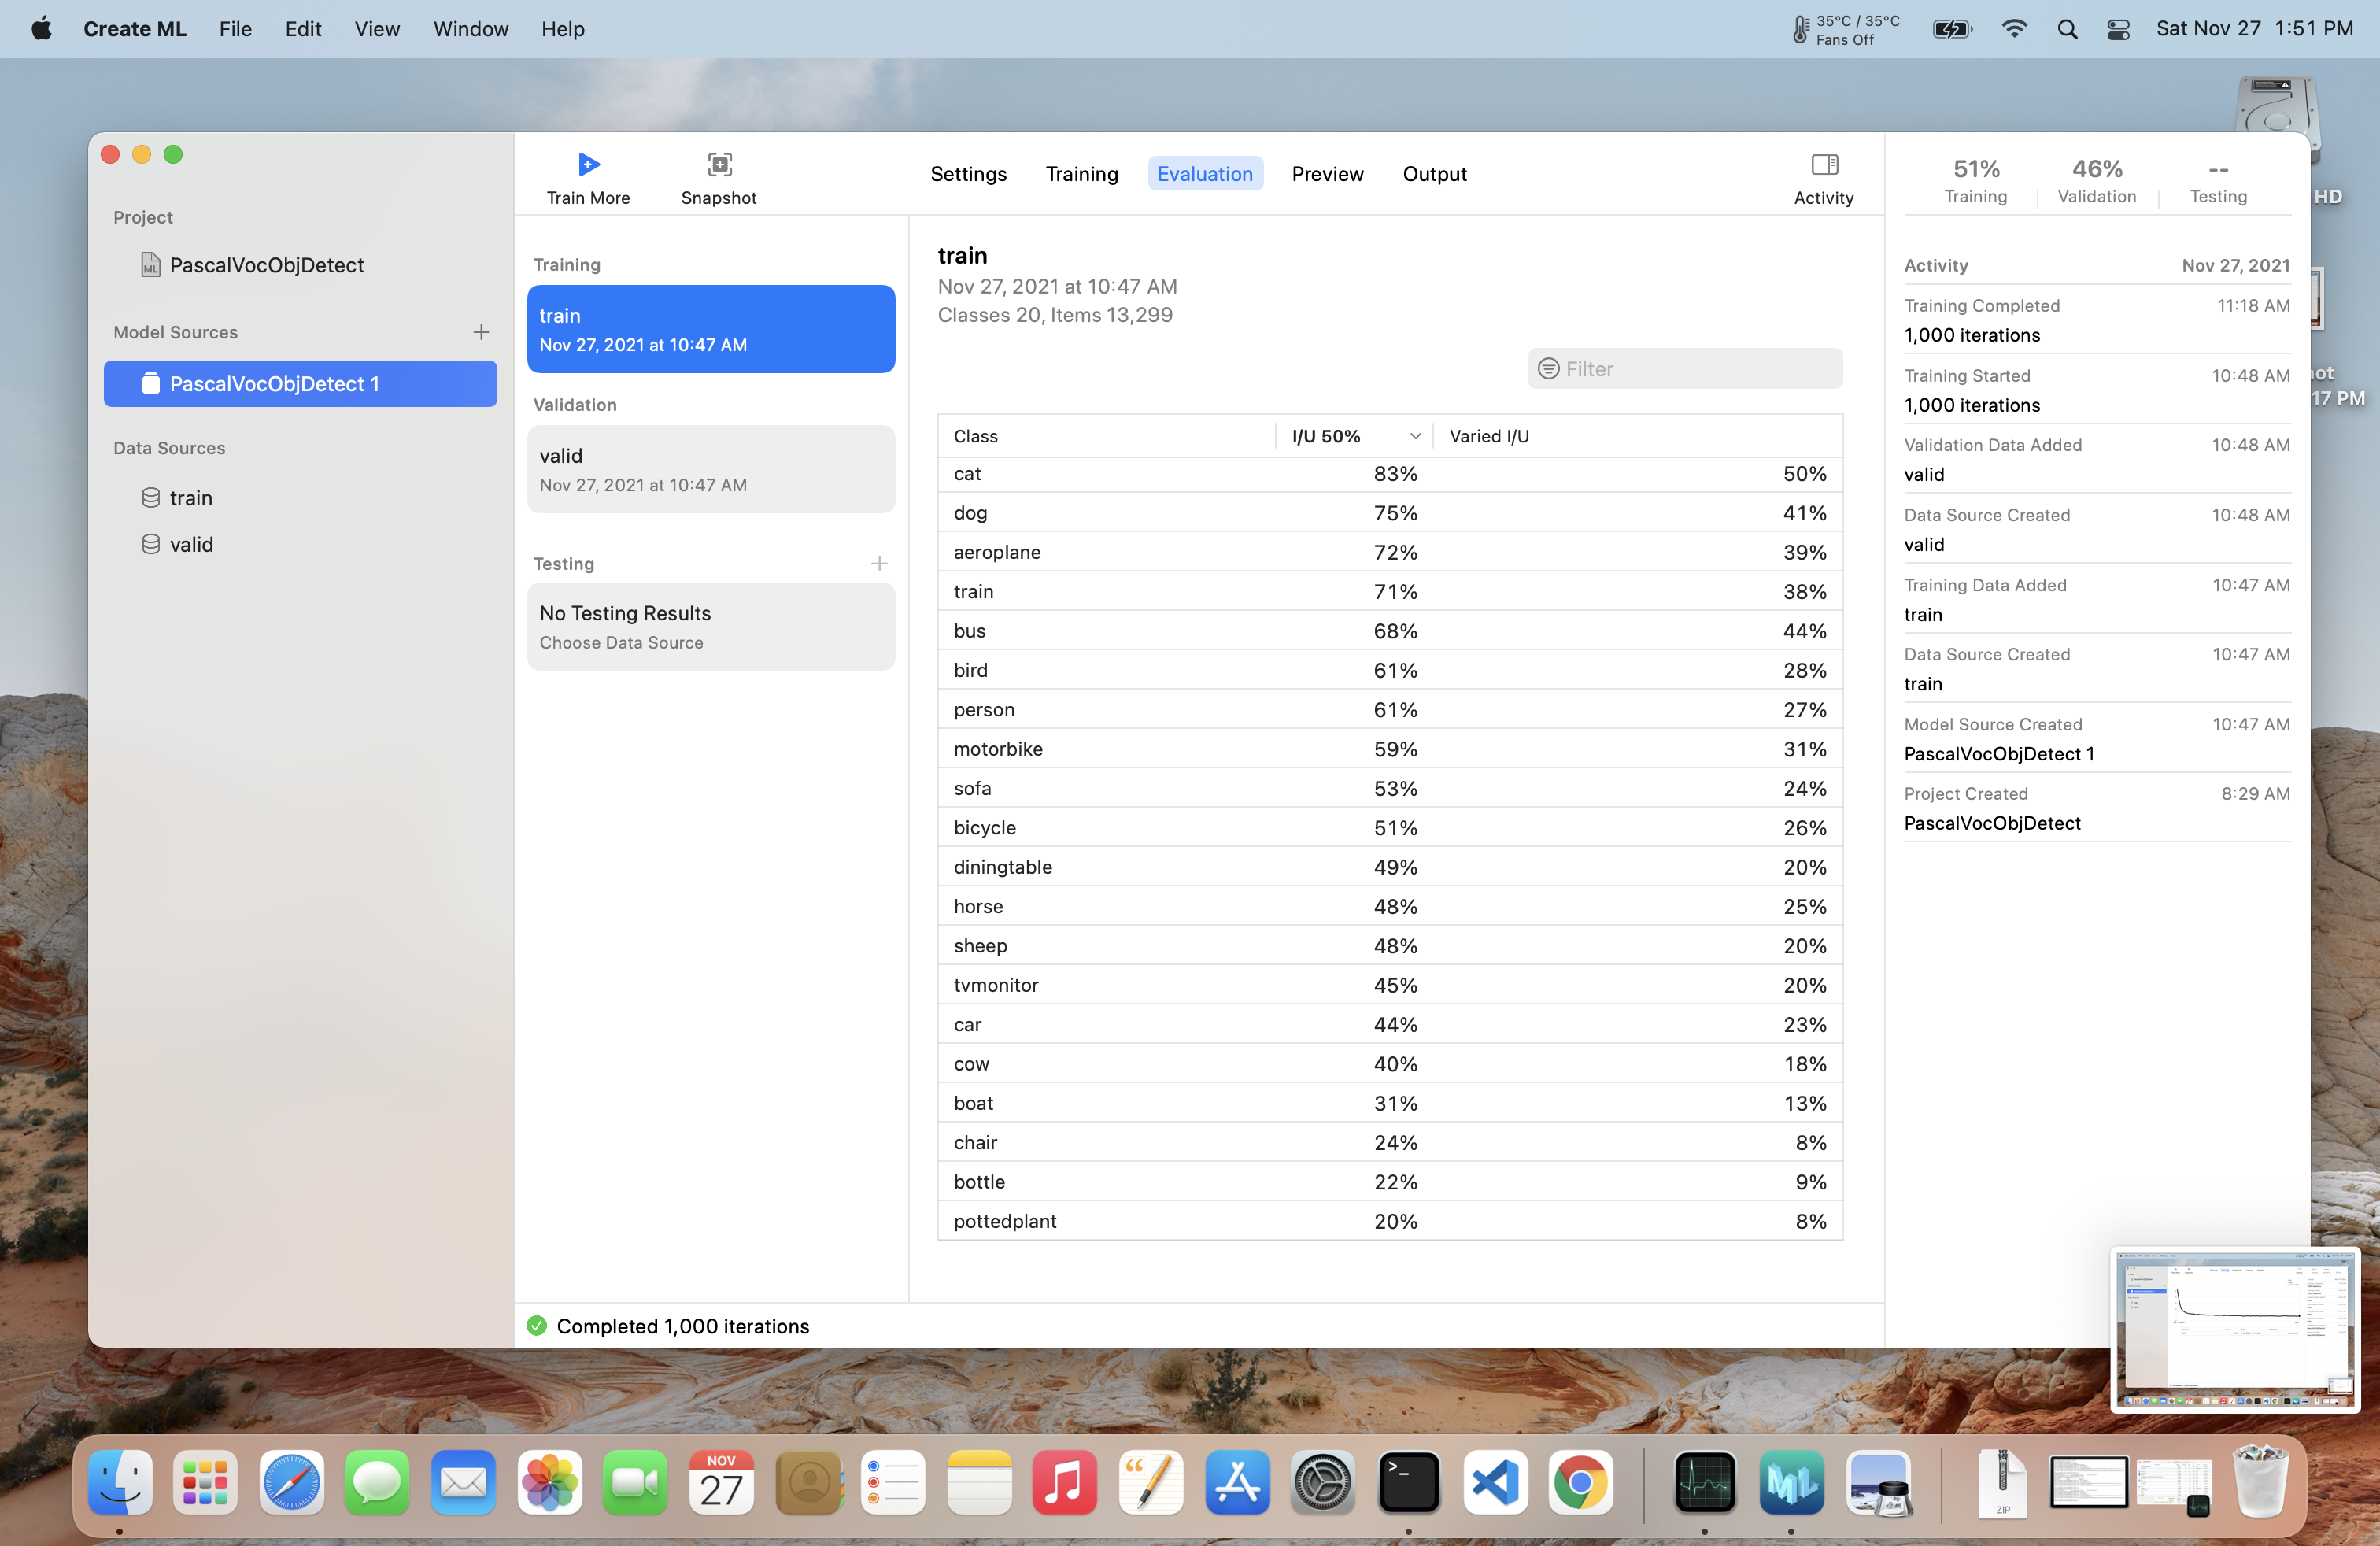 Create ML File Edit View Window Help
35°C / 35°C
Fans Off
Sat Nov 27 1:51 PM
HD
17 PM
Project
PascalVocObjDetect
Model Sources
PascalVocObjDetect 1
Data Sources
train
valid
Train More
Snapshot
Settings Training Evaluation Preview Output
Activity
Training
train
Nov 27, 2021 at 10:47 AM
Validation
valid
Nov 27, 2021 at 10:47 AM
Testing
No Testing Results
Choose Data Source
train
Nov 27, 2021 at 10:47 AM
Classes 20, Items 13,299
Filter
Class I/U 50% Varied I/U
cat 83% 50%
dog 75% 41%
aeroplane 72% 39%
train 71% 38%
bus 68% 44%
bird 61% 28%
person 61% 27%
motorbike 59% 31%
sofa 53% 24%
bicycle 51% 26%
diningtable 49% 20%
horse 48% 25%
sheep 48% 20%
tvmonitor 45% 20%
car 44% 23%
cow 40% 18%
boat 31% 13%
chair 24% 8%
bottle 22% 9%
pottedplant 20% 8%
Completed 1,000 iterations
51% 46% --
Training Validation Testing
Activity Nov 27, 2021
Training Completed 11:18 AM
1,000 iterations
Training Started 10:48 AM
1,000 iterations
Validation Data Added 10:48 AM
valid
Data Source Created 10:48 AM
valid
Training Data Added 10:47 AM
train
Data Source Created 10:47 AM
train
Model Source Created 10:47 AM
PascalVocObjDetect 1
Project Created 8:29 AM
PascalVocObjDetect
NOV
27
ML
ZIP